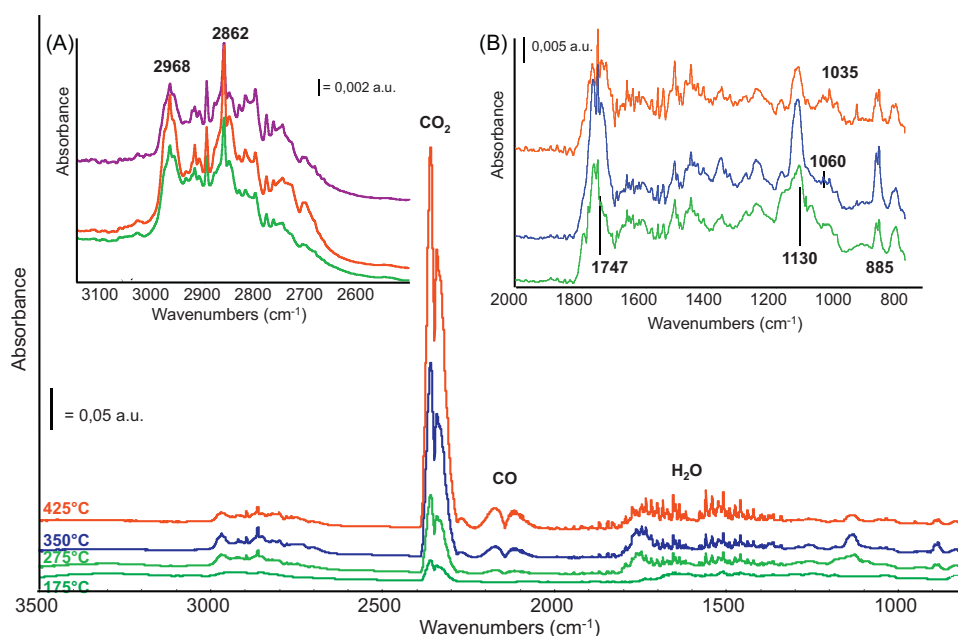 (A)
2862
2968
= 0,002 a.u.
Absorbance
3100 3000 2900 2800 2700 2600
Wavenumbers (cm-1)
(B)
0,005 a.u.
1035
1060
1747
1130
885
Absorbance
2000 1800 1600 1400 1200 1000 800
Wavenumbers (cm-1)
CO2
Absorbance
= 0,05 a.u.
CO
H2O
425°C
350°C
275°C
175°C
3500 3000 2500 2000 1500 1000
Wavenumbers (cm-1)